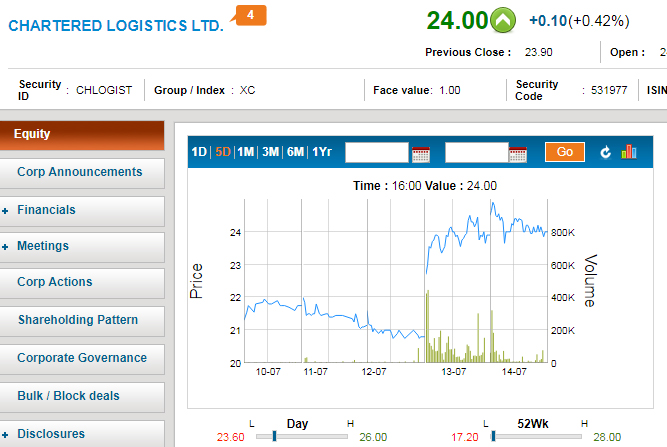 CHARTERED LOGISTICS LTD.
4
24.00 +0.10(+0.42%)
Previous Close : 23.90
Open : 2
Security ID : CHLOGIST
Group / Index : XC
Face value: 1.00
Security Code : 531977
ISIN
Equity
Corp Announcements
+ Financials
+ Meetings
Corp Actions
Shareholding Pattern
Corporate Governance
Bulk / Block deals
+ Disclosures
1D | 5D | 1M | 3M | 6M | 1Yr
Go
Time : 16:00 Value : 24.00
Price
24
23
22
21
20
800K
600K
400K
200K
0
Volume
10-07 11-07 12-07 13-07 14-07
L Day H
23.60 26.00
L 52Wk H
17.20 28.00